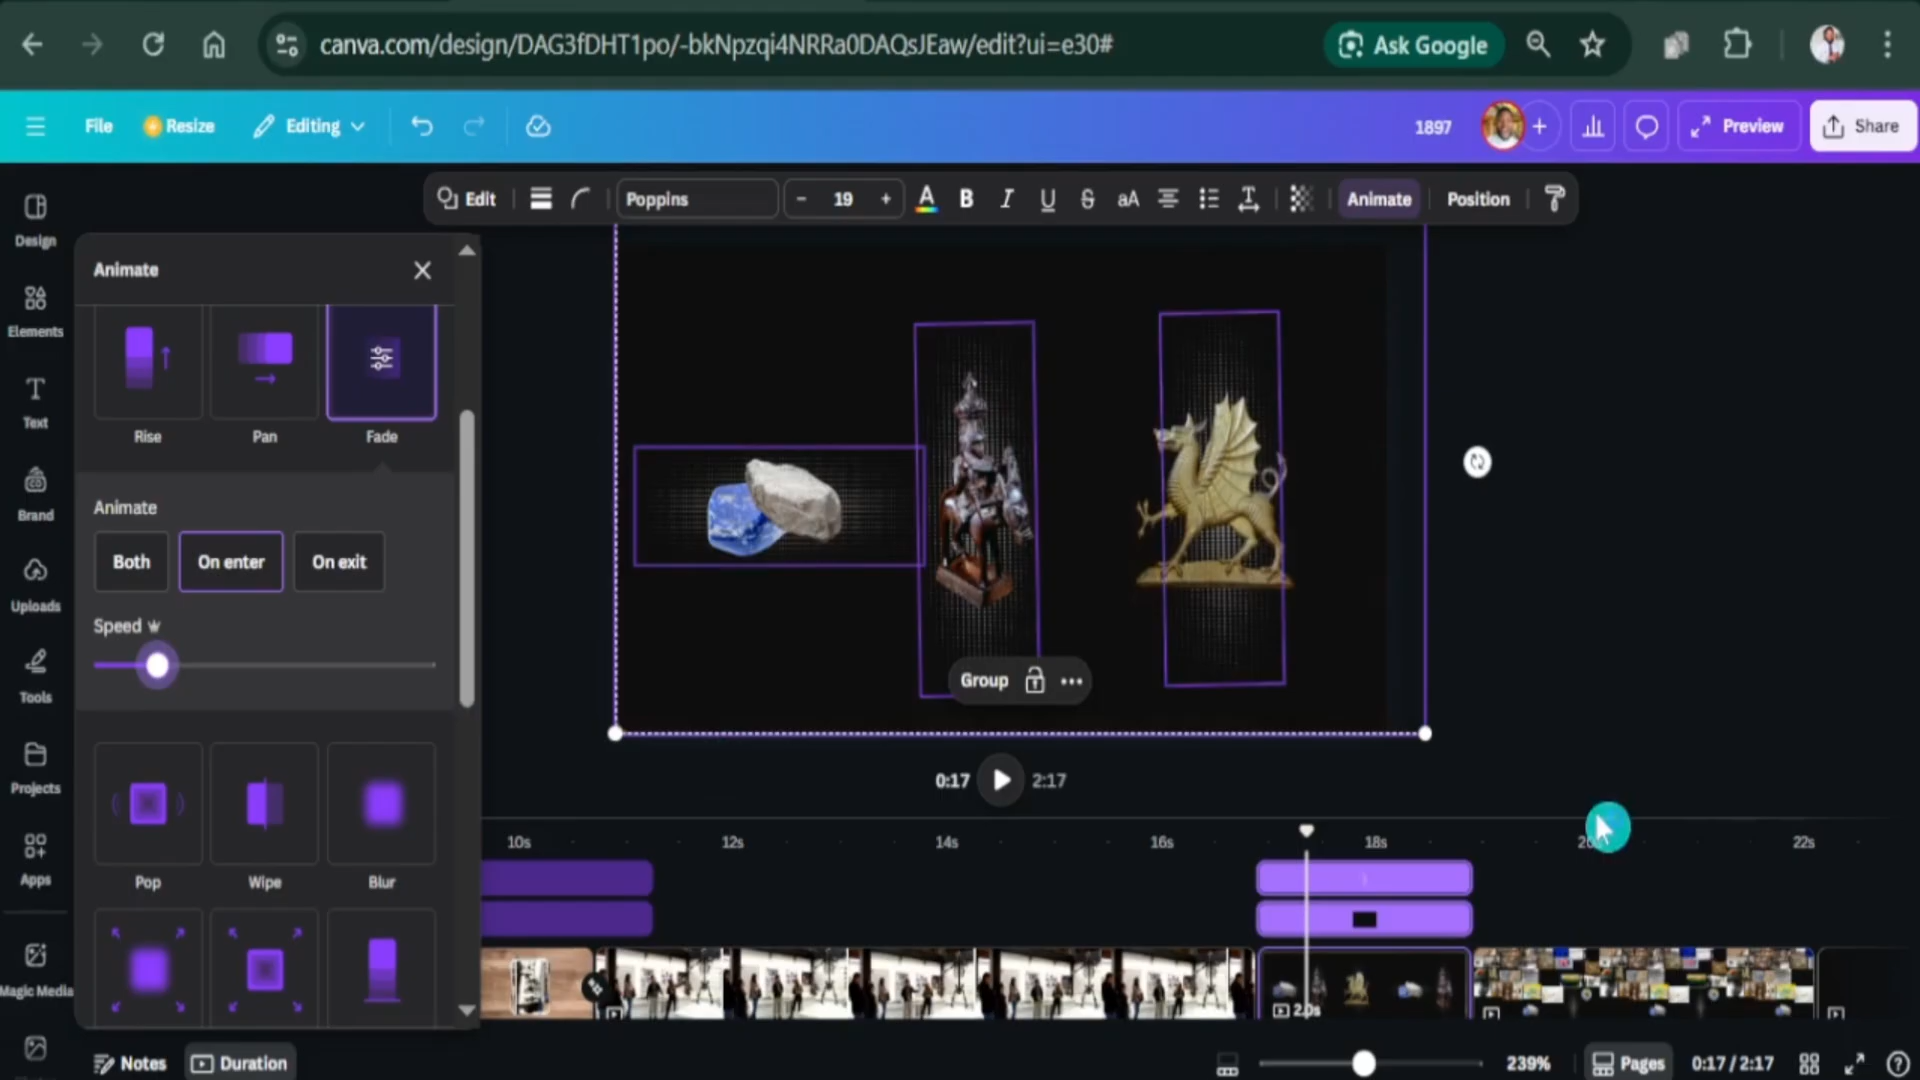 canva.com/design/DAG3fDHT1po/-bkNpzqi4NRRa0DAQsJEaw/edit?ui=e30#
Ask Google
File
Resize
Editing
1897
Preview
Share
Edit
Poppins
- 19 +
A B I U S aA
Animate
Position
Design
Elements
Text
Brand
Uploads
Tools
Projects
Apps
Magic Media
Animate
Rise
Pan
Fade
Animate
Both
On enter
On exit
Speed
Pop
Wipe
Blur
Group
0:17
2:17
10s
12s
14s
16s
18s
22s
2.0s
Notes
Duration
239%
Pages
0:17 / 2:17